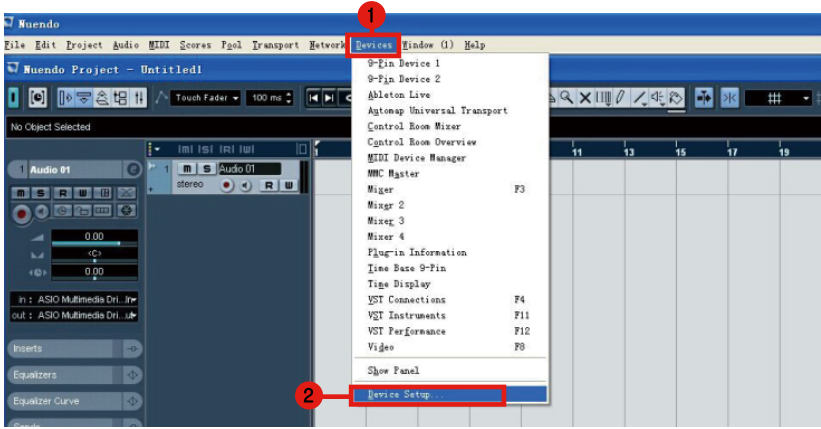 1
Nuendo
File Edit Project Audio MIDI Scores Pool Transport Network Devices Window (1) Help
Nuendo Project - Untitled1
Touch Fader 100 ms
No Object Selected
1 Audio 01
m S R W
0.00
<C>
0.00
in : ASIO Multimedia Dri...In
out : ASIO Multimedia Dri...ut
Inserts
Equalizers
Equalizer Curve
Sends
m S R W
1 m S Audio 01
stereo R W
9-Pin Device 1
9-Pin Device 2
Ableton Live
Automap Universal Transport
Control Room Mixer
Control Room Overview
MIDI Device Manager
MMC Master
Mixer F3
Mixer 2
Mixer 3
Mixer 4
Plug-in Information
Time Base 9-Pin
Time Display
VST Connections F4
VST Instruments F11
VST Performance F12
Video F8
Show Panel
2
Device Setup...
1 11 13 15 17 19